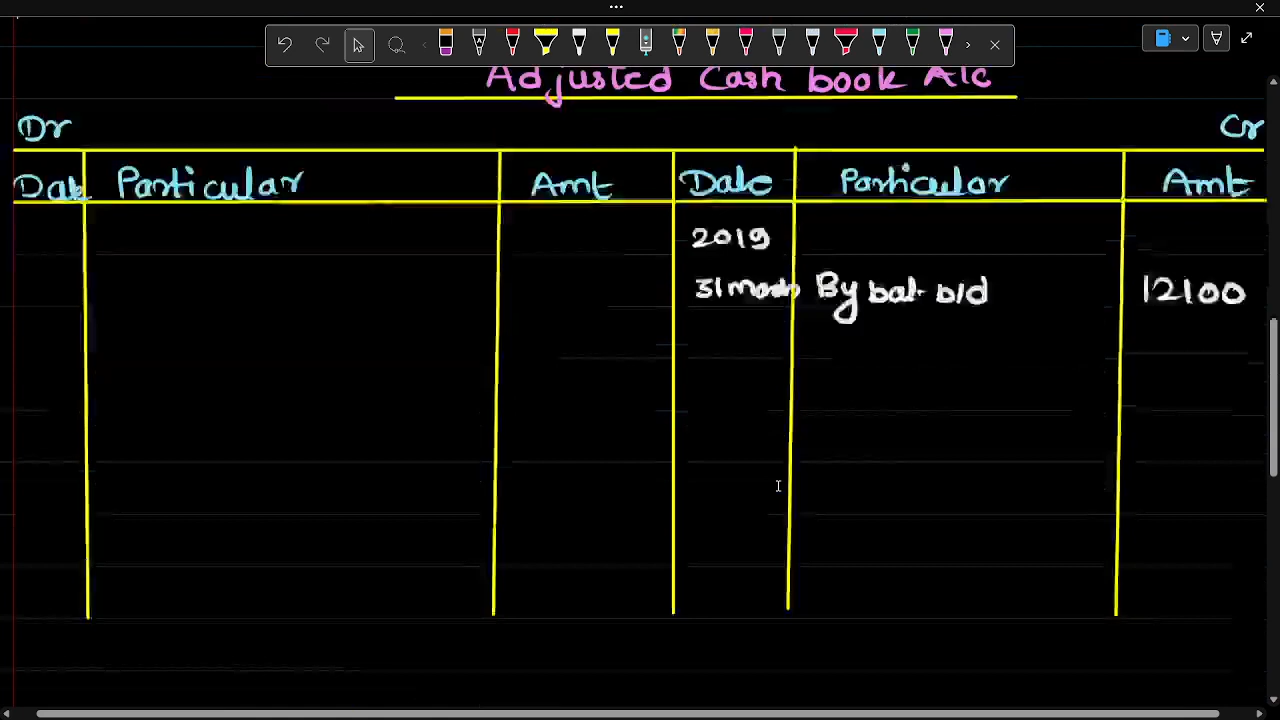 Adjusted Cash book A/c
Dr Cr
Date Particular Amt Date Particular Amt
2019
31 March By bal. b/d 12100